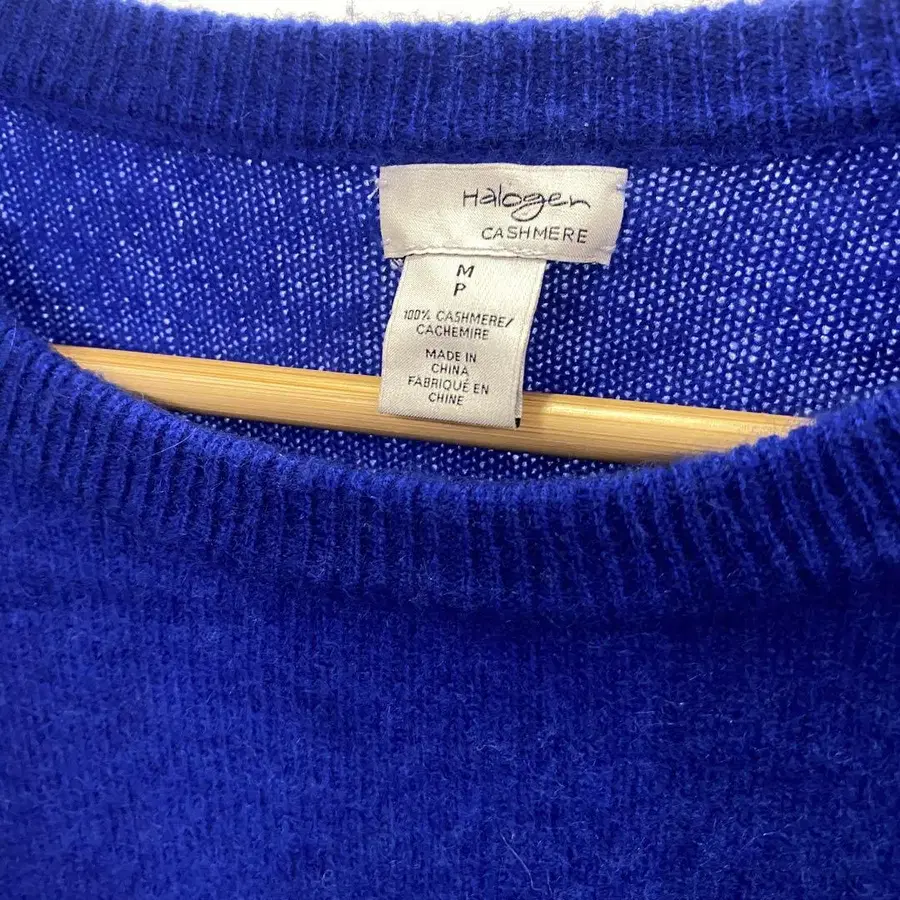 Halogen
CASHMERE
M
P
100% CASHMERE/
CACHEMIRE
MADE IN
CHINA
FABRIQUÉ EN
CHINE